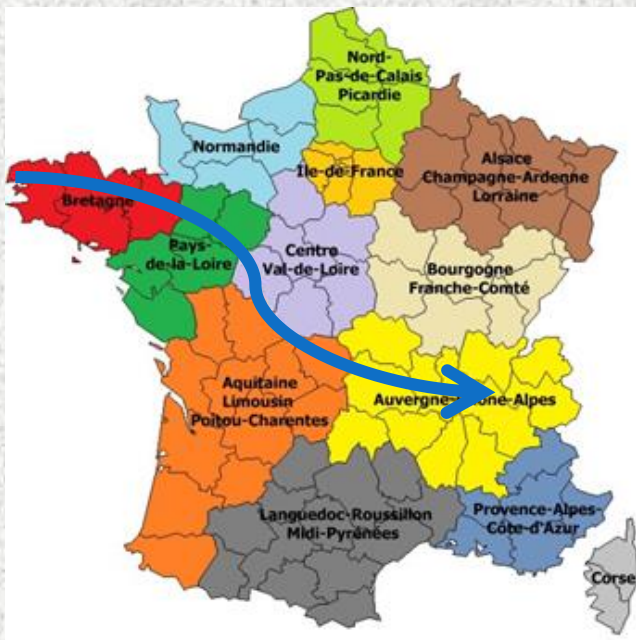 Nord-
Pas-de-Calais
Picardie
Normandie
Ile-de-France
Alsace
Champagne-Ardenne
Lorraine
Bretagne
Pays-
de-la-Loire
Centre
Val-de-Loire
Bourgogne
Franche-Comté
Aquitaine
Limousin
Poitou-Charentes
Auvergne-Rhône-Alpes
Languedoc-Roussillon
Midi-Pyrénées
Provence-Alpes-
Côte-d'Azur
Corse